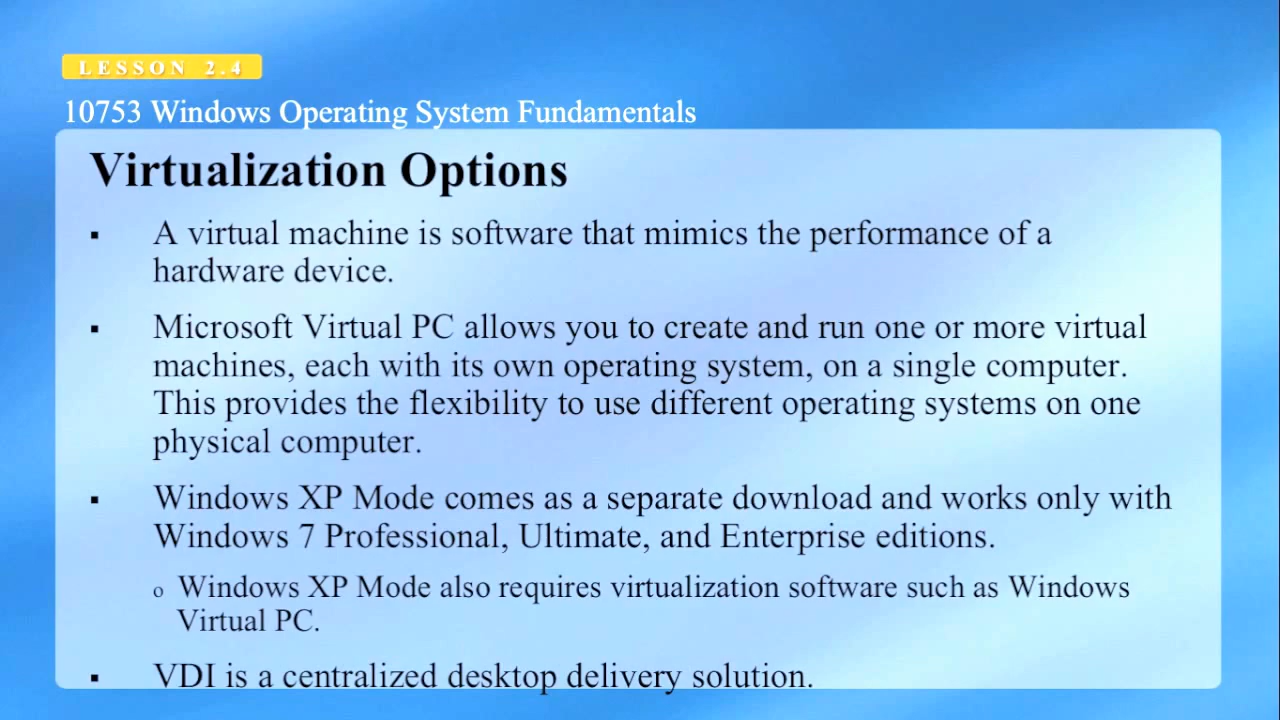 LESSON 2.4
10753 Windows Operating System Fundamentals
Virtualization Options
▪ A virtual machine is software that mimics the performance of a
hardware device.
▪ Microsoft Virtual PC allows you to create and run one or more virtual
machines, each with its own operating system, on a single computer.
This provides the flexibility to use different operating systems on one
physical computer.
▪ Windows XP Mode comes as a separate download and works only with
Windows 7 Professional, Ultimate, and Enterprise editions.
o Windows XP Mode also requires virtualization software such as Windows
Virtual PC.
▪ VDI is a centralized desktop delivery solution.